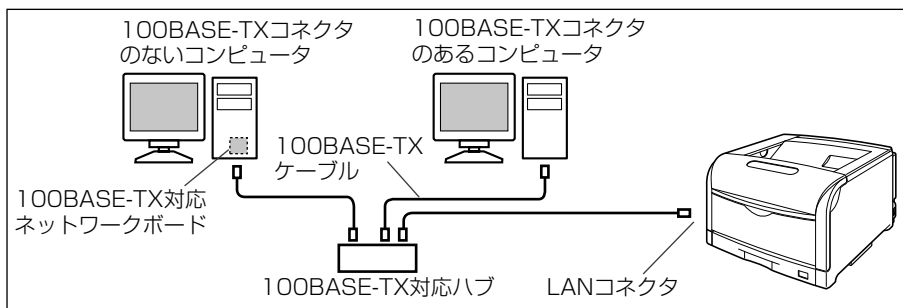 100BASE-TXコネクタ
のないコンピュータ
100BASE-TXコネクタ
のあるコンピュータ
100BASE-TX
ケーブル
100BASE-TX対応
ネットワークボード
100BASE-TX対応ハブ
LANコネクタ